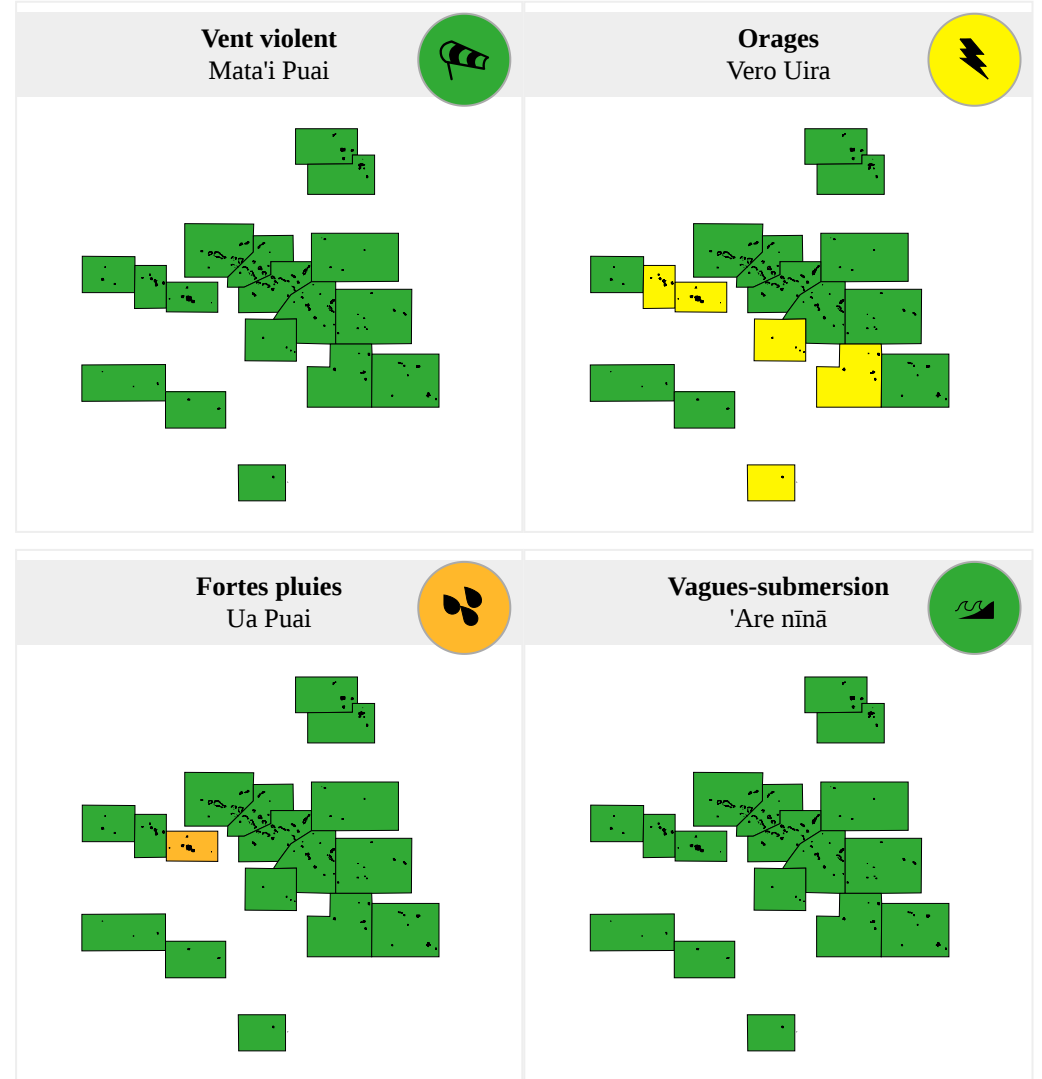 Vent violent
Mata'i Puai
Orages
Vero Uira
Fortes pluies
Ua Puai
Vagues-submersion
'Are nīnā